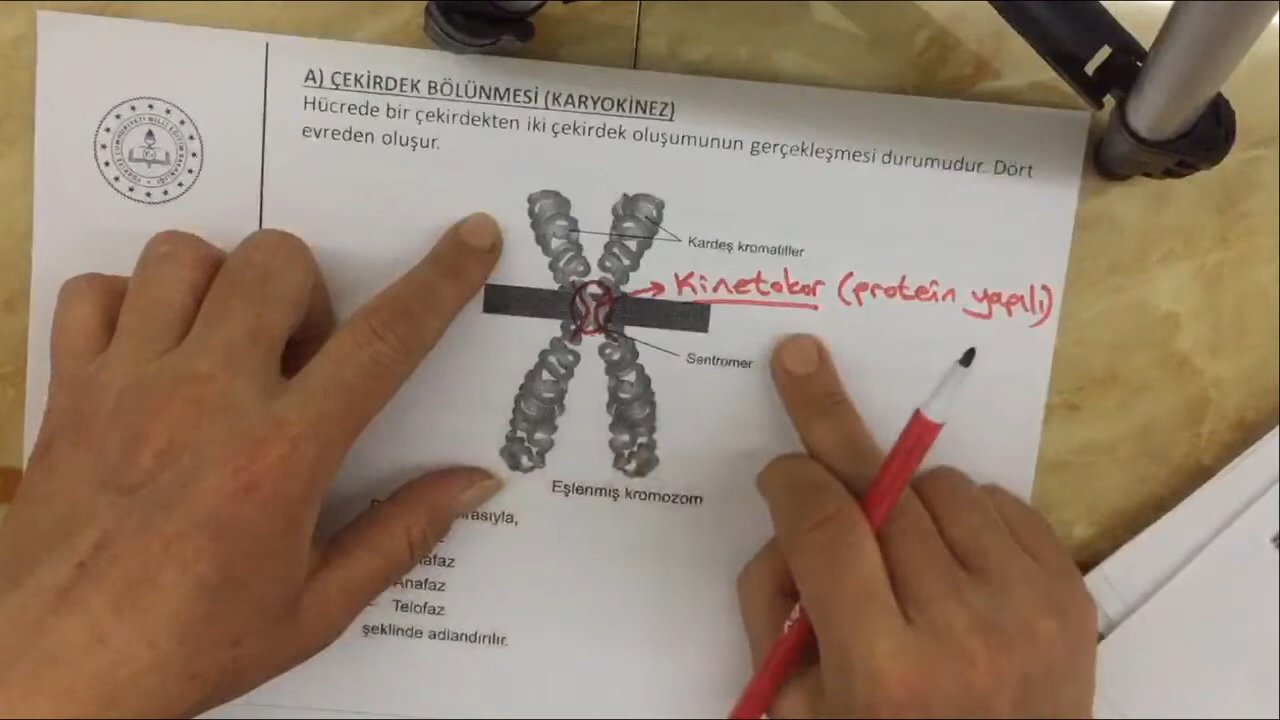 A) ÇEKİRDEK BÖLÜNMESİ (KARYOKİNEZ)
Hücrede bir çekirdekten iki çekirdek oluşumunun gerçekleşmesi durumudur. Dört
evreden oluşur.
Kardeş kromatitler
Kinetokor (protein yapılı)
Sentromer
Eşlenmiş kromozom
Anafaz
Telofaz
şeklinde adlandırılır.